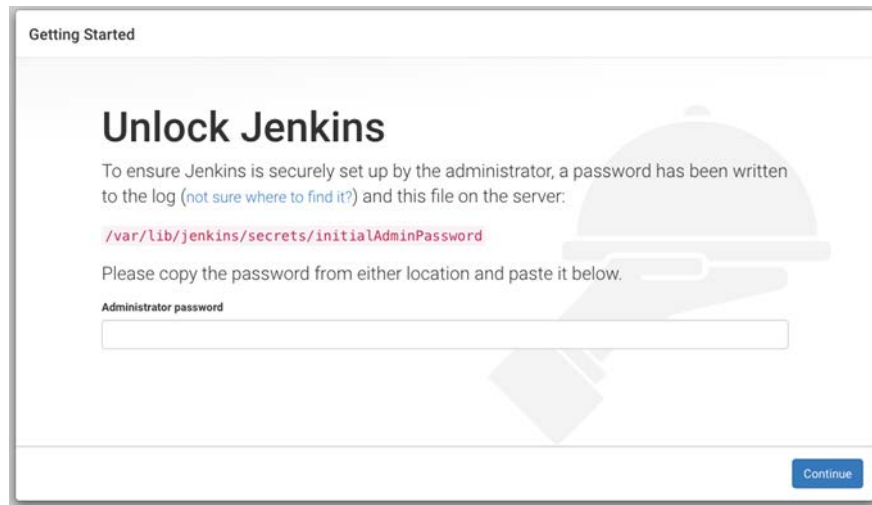 Getting Started
Unlock Jenkins
To ensure Jenkins is securely set up by the administrator, a password has been written
to the log (not sure where to find it?) and this file on the server:
/var/lib/jenkins/secrets/initialAdminPassword
Please copy the password from either location and paste it below.
Administrator password
Continue